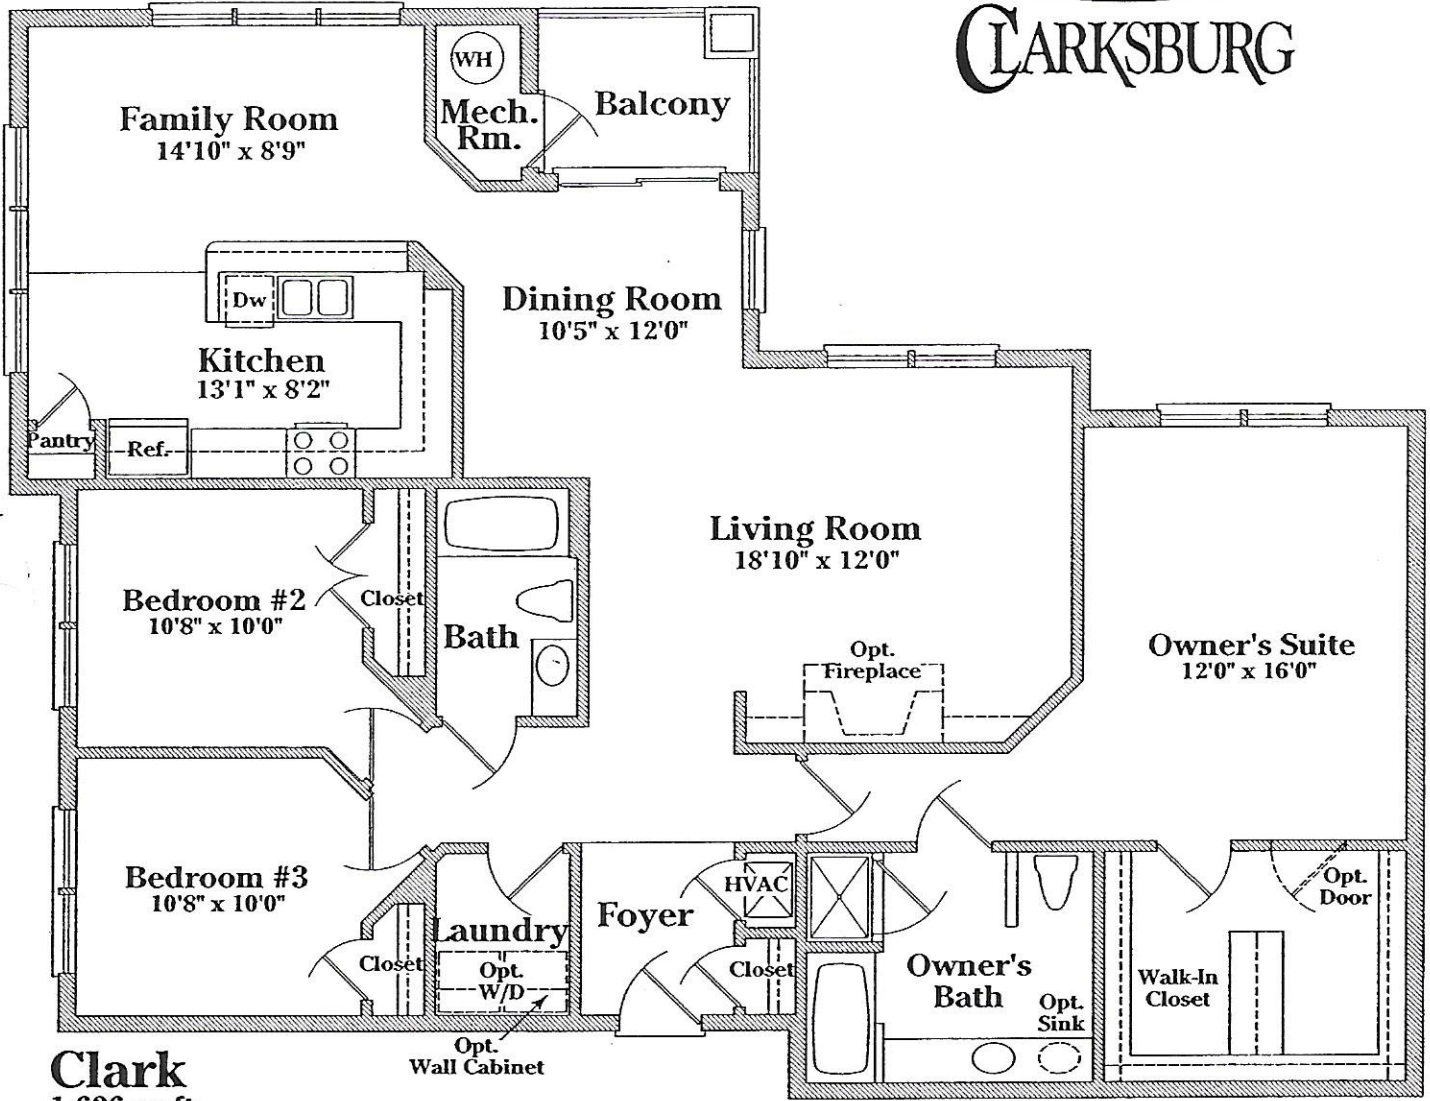 CLARKSBURG
WH
Mech.
Rm.
Balcony
Family Room
14'10" x 8'9"
Dw
Dining Room
10'5" x 12'0"
Kitchen
13'1" x 8'2"
Pantry
Ref.
Living Room
18'10" x 12'0"
Bedroom #2
10'8" x 10'0"
Closet
Bath
Opt.
Fireplace
Owner's Suite
12'0" x 16'0"
Bedroom #3
10'8" x 10'0"
Closet
Laundry
Opt.
W/D
Opt.
Wall Cabinet
Foyer
HVAC
Closet
Owner's
Bath
Opt.
Sink
Walk-In
Closet
Opt.
Door
Clark